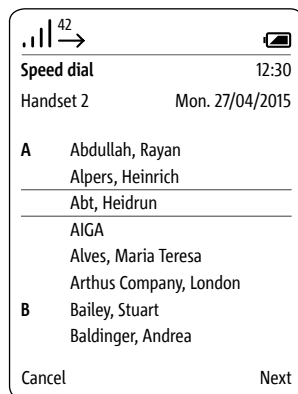 42
Speed dial 12:30
Handset 2 Mon. 27/04/2015
A Abdullah, Rayan
Alpers, Heinrich
Abt, Heidrun
AIGA
Alves, Maria Teresa
Arthus Company, London
B Bailey, Stuart
Baldinger, Andrea
Cancel Next